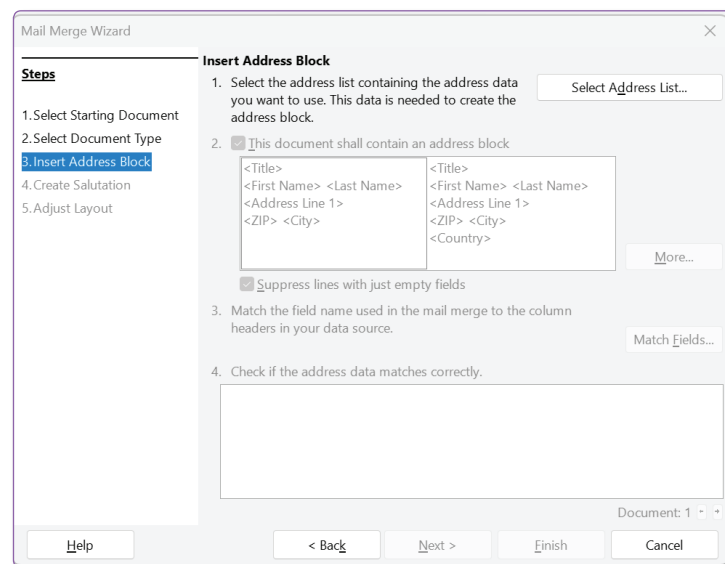 Mail Merge Wizard
Steps
1. Select Starting Document
2. Select Document Type
3. Insert Address Block
4. Create Salutation
5. Adjust Layout
Insert Address Block
1. Select the address list containing the address data
you want to use. This data is needed to create the
address block.
Select Address List...
2. This document shall contain an address block
<Title>
<First Name> <Last Name>
<Address Line 1>
<ZIP> <City>
<Title>
<First Name> <Last Name>
<Address Line 1>
<ZIP> <City>
<Country>
More...
Suppress lines with just empty fields
3. Match the field name used in the mail merge to the column
headers in your data source.
Match Fields...
4. Check if the address data matches correctly.
Document: 1
Help
< Back
Next >
Finish
Cancel